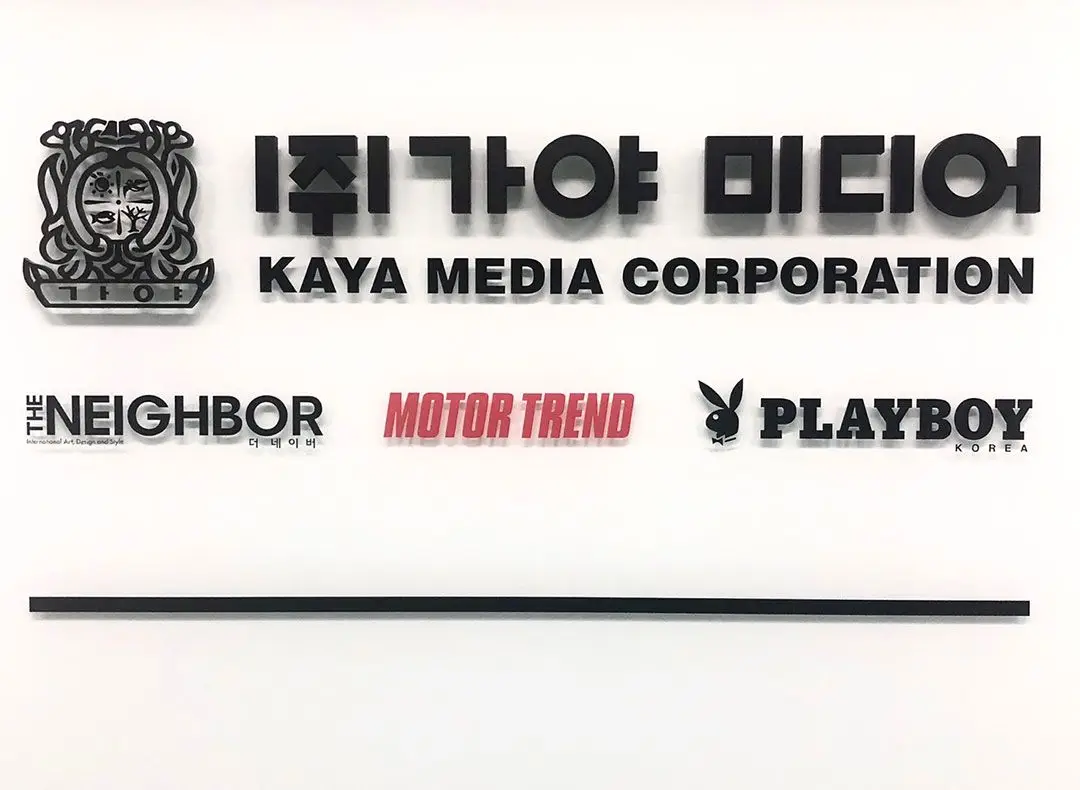 (주)가야 미디어
KAYA MEDIA CORPORATION
가야
THE NEIGHBOR
International Art, Design and Style
더 네이버
MOTOR TREND
PLAYBOY
KOREA